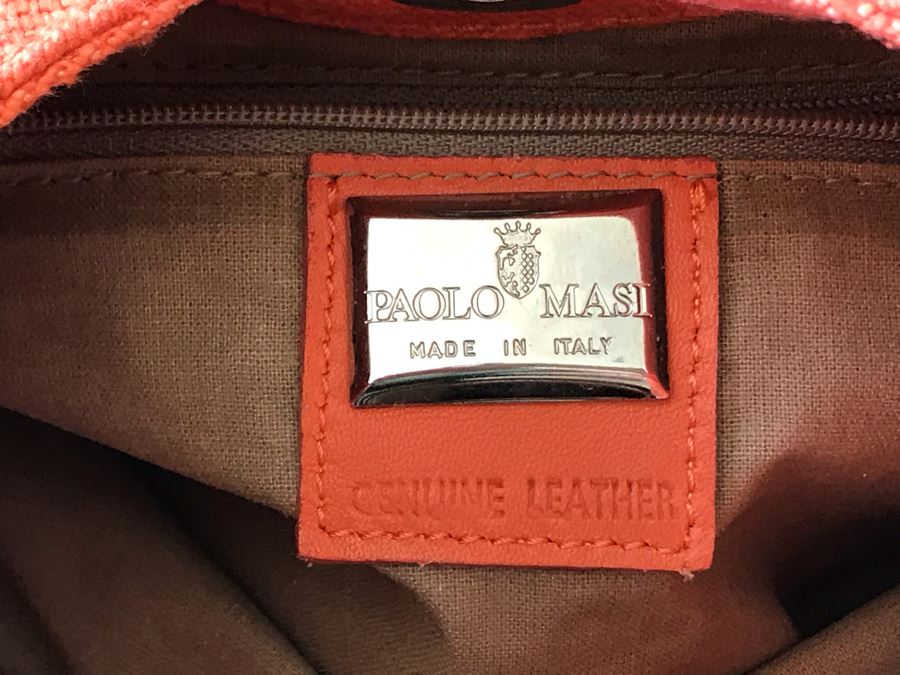 PAOLO MASI
MADE IN ITALY
GENUINE LEATHER